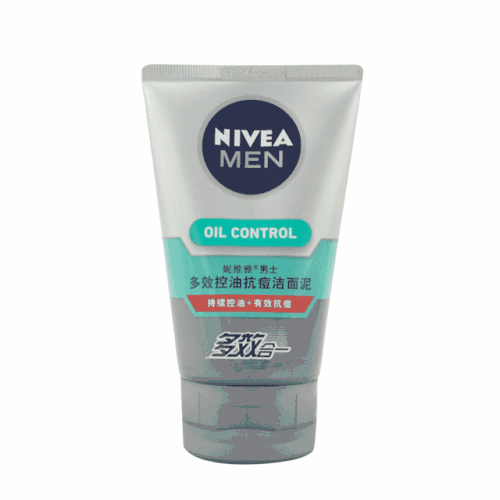 NIVEA
MEN
OIL CONTROL
妮维雅®男士
多效控油抗痘洁面泥
持续控油+有效抗痘
多效合一